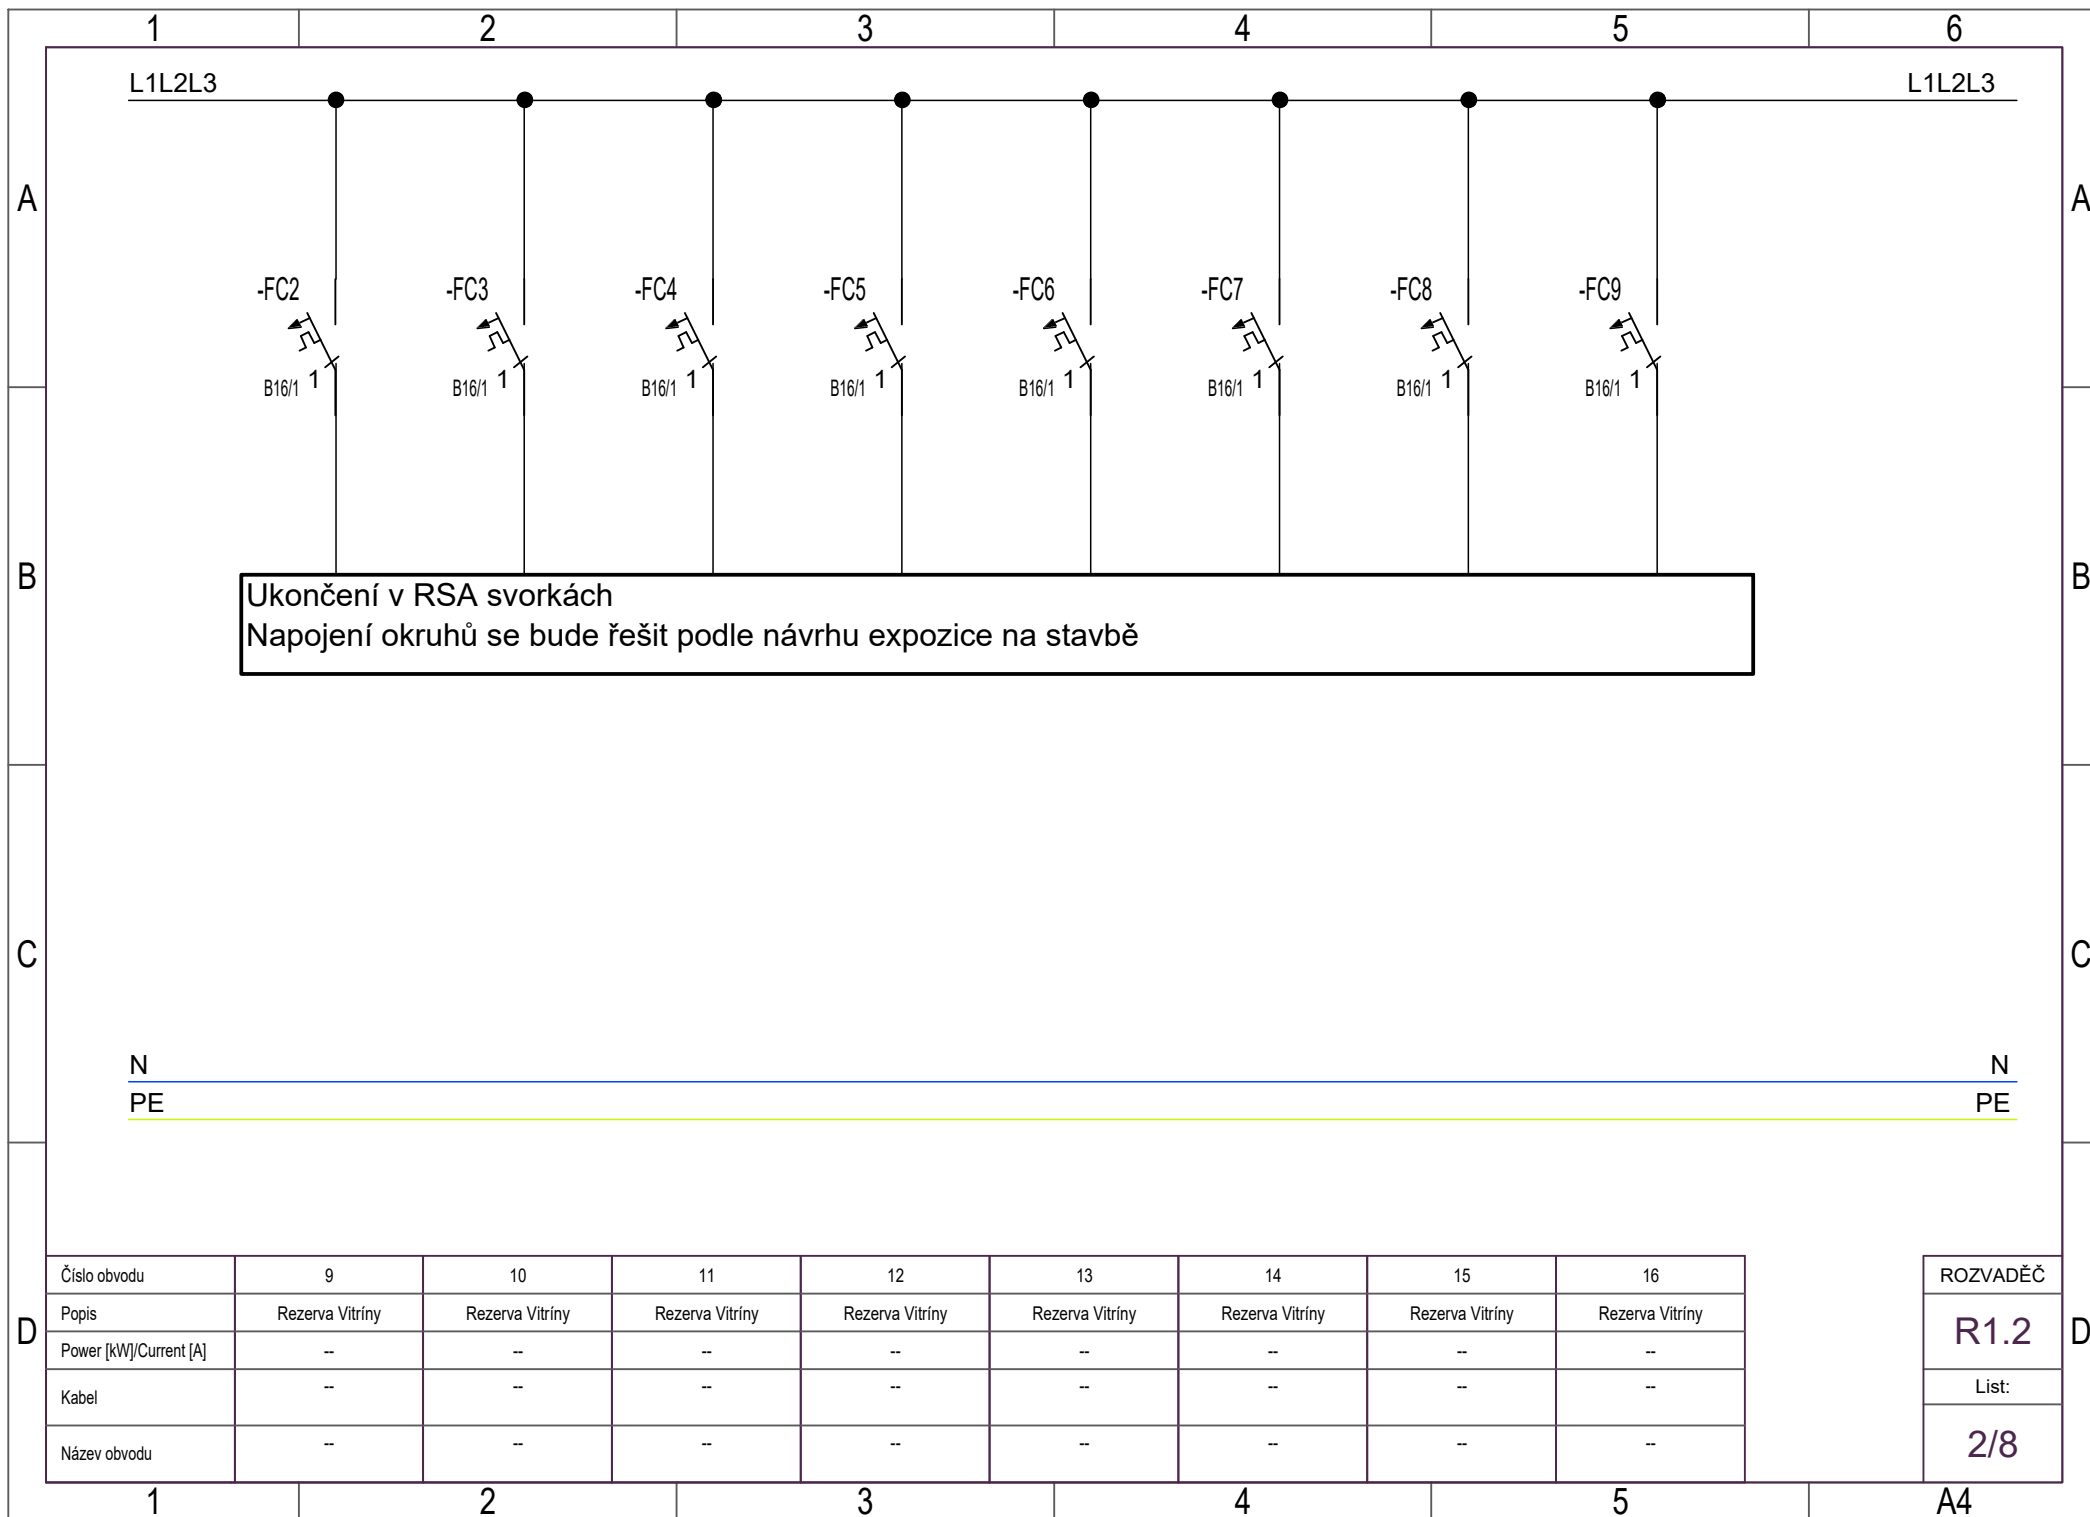 1 2 3 4 5 6
L1L2L3 L1L2L3
A A
-FC2 -FC3 -FC4 -FC5 -FC6 -FC7 -FC8 -FC9
B16/1 1 B16/1 1 B16/1 1 B16/1 1 B16/1 1 B16/1 1 B16/1 1 B16/1 1
B B
Ukončení v RSA svorkách
Napojení okruhů se bude řešit podle návrhu expozice na stavbě
C C
N N
PE PE
Číslo obvodu 9 10 11 12 13 14 15 16 ROZVADĚČ
Popis Rezerva Vitríny Rezerva Vitríny Rezerva Vitríny Rezerva Vitríny Rezerva Vitríny Rezerva Vitríny Rezerva Vitríny Rezerva Vitríny
D R1.2 D
Power [kW]/Current [A] -- -- -- -- -- -- -- --
Kabel -- -- -- -- -- -- -- -- List:
Název obvodu -- -- -- -- -- -- -- -- 2/8
1 2 3 4 5 A4